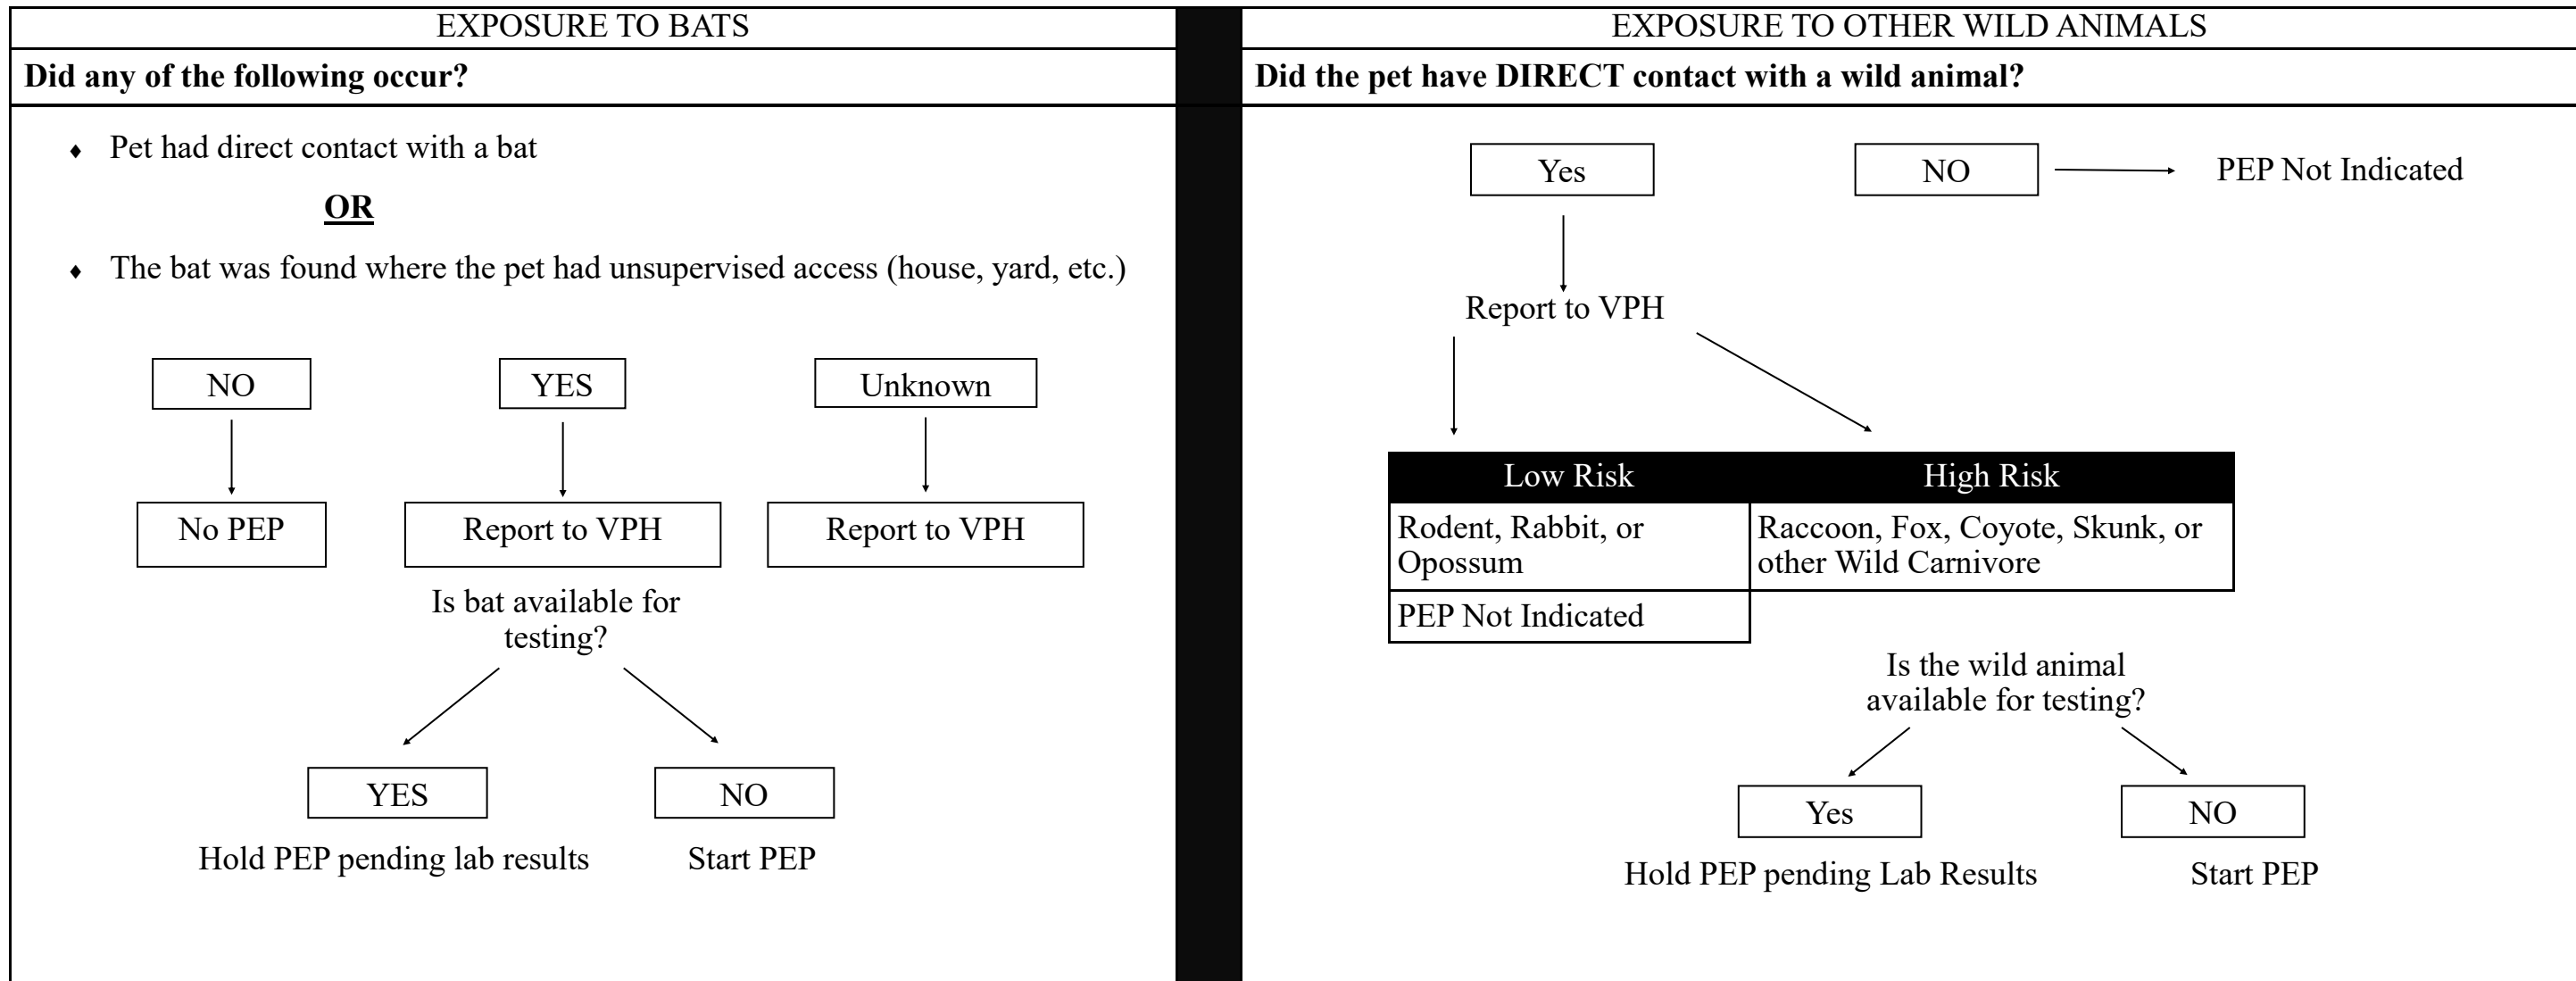 EXPOSURE TO BATS
Did any of the following occur?
♦ Pet had direct contact with a bat
OR
♦ The bat was found where the pet had unsupervised access (house, yard, etc.)
NO
YES
Unknown
No PEP
Report to VPH
Report to VPH
Is bat available for
testing?
YES
NO
Hold PEP pending lab results
Start PEP
EXPOSURE TO OTHER WILD ANIMALS
Did the pet have DIRECT contact with a wild animal?
Yes
NO
PEP Not Indicated
Report to VPH
Low Risk
High Risk
Rodent, Rabbit, or
Opossum
Raccoon, Fox, Coyote, Skunk, or
other Wild Carnivore
PEP Not Indicated
Is the wild animal
available for testing?
Yes
NO
Hold PEP pending Lab Results
Start PEP